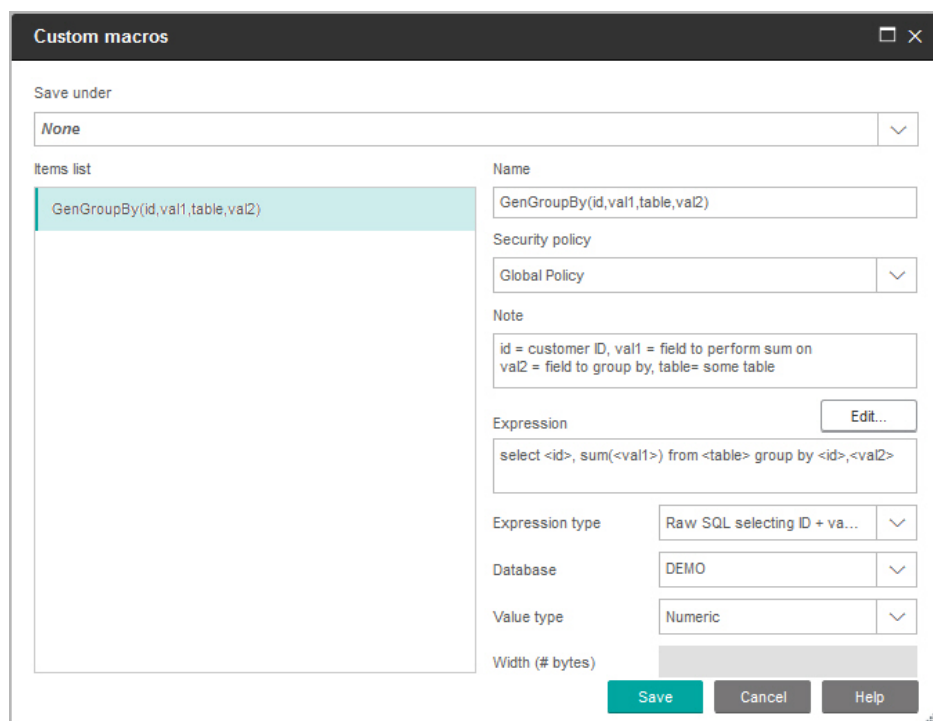 Custom macros
Save under
None
Items list
GenGroupBy(id,val1,table,val2)
Name
GenGroupBy(id,val1,table,val2)
Security policy
Global Policy
Note
id = customer ID, val1 = field to perform sum on
val2 = field to group by, table= some table
Expression
Edit...
select <id>, sum(<val1>) from <table> group by <id>,<val2>
Expression type
Raw SQL selecting ID + va...
Database
DEMO
Value type
Numeric
Width (# bytes)
Save
Cancel
Help